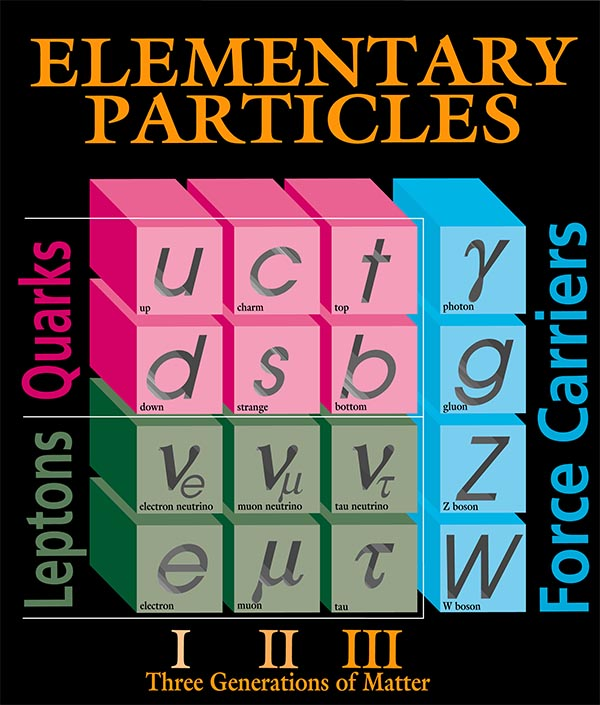 ELEMENTARY
PARTICLES
Quarks
u
up
c
charm
t
top
γ
photon
d
down
s
strange
b
bottom
g
gluon
Leptons
νe
electron neutrino
νμ
muon neutrino
ντ
tau neutrino
Z
Z boson
e
electron
μ
muon
τ
tau
W
W boson
Force Carriers
I II III
Three Generations of Matter